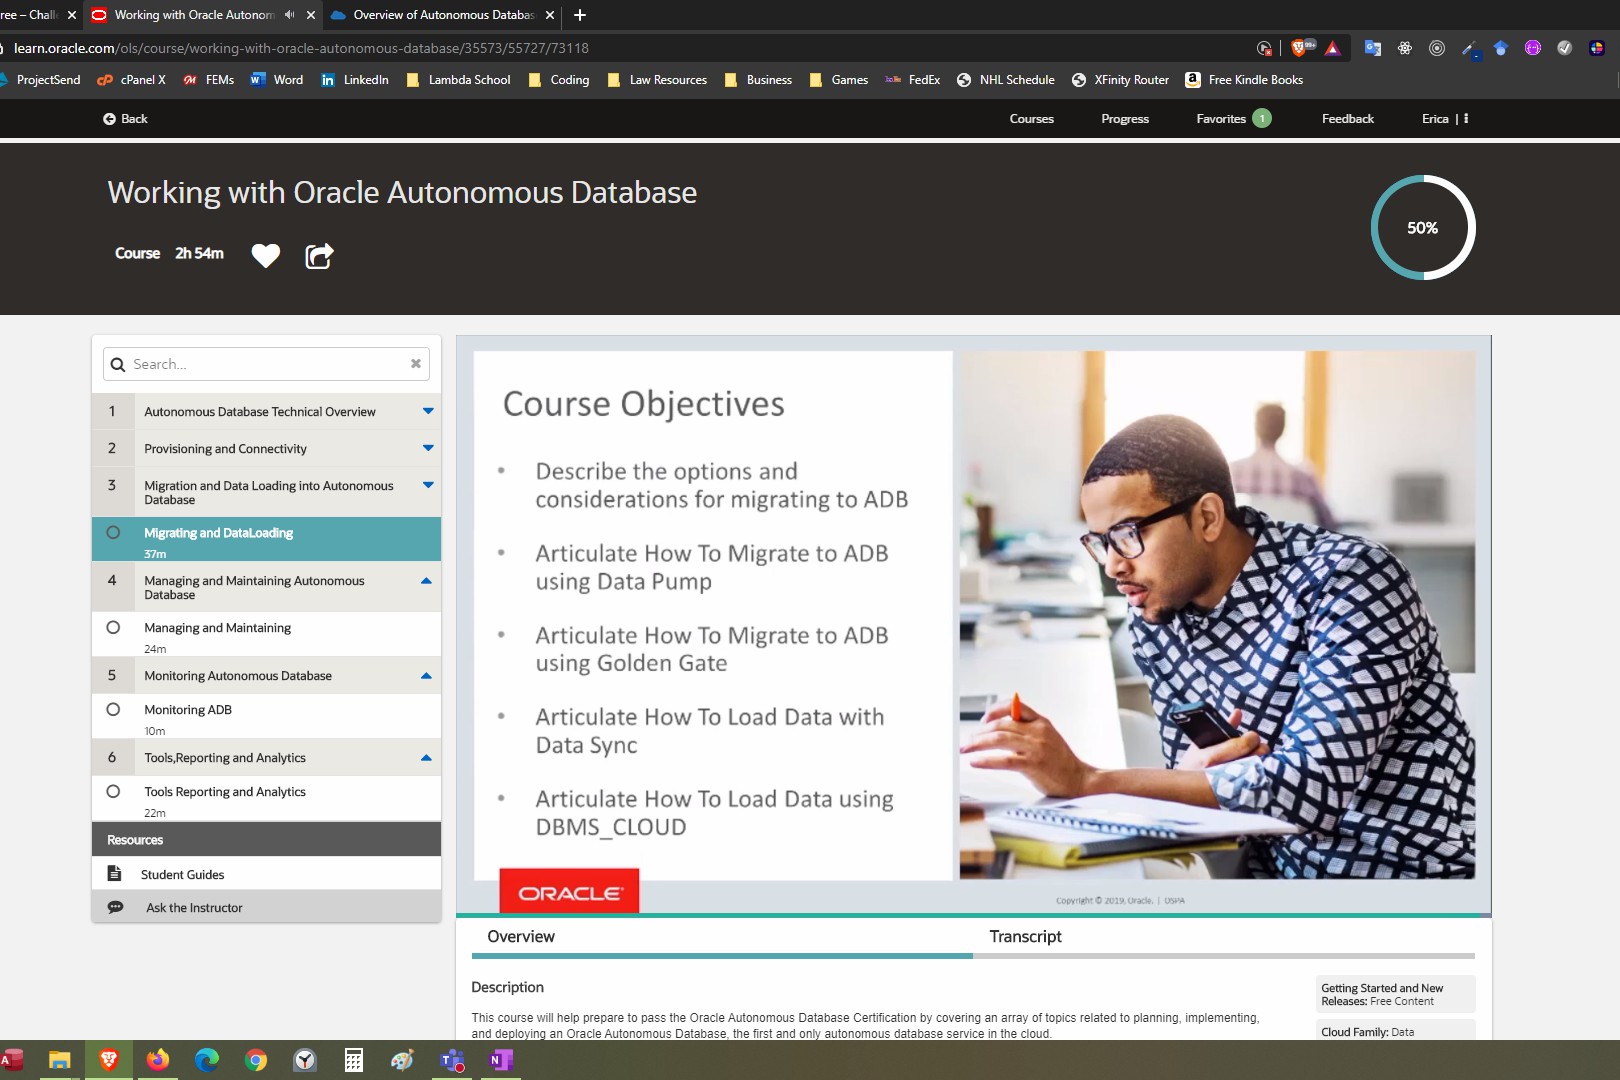 ree – Chall
Working with Oracle Autonom
Overview of Autonomous Databas
learn.oracle.com/ols/course/working-with-oracle-autonomous-database/35573/55727/73118
99+
ProjectSend
cPanel X
FEMs
Word
LinkedIn
Lambda School
Coding
Law Resources
Business
Games
FedEx
NHL Schedule
XFinity Router
Free Kindle Books
Back
Courses
Progress
Favorites 1
Feedback
Erica
Working with Oracle Autonomous Database
Course 2h 54m
50%
Search...
1 Autonomous Database Technical Overview
2 Provisioning and Connectivity
3 Migration and Data Loading into Autonomous
Database
Migrating and DataLoading
37m
4 Managing and Maintaining Autonomous
Database
Managing and Maintaining
24m
5 Monitoring Autonomous Database
Monitoring ADB
10m
6 Tools,Reporting and Analytics
Tools Reporting and Analytics
22m
Resources
Student Guides
Ask the Instructor
Course Objectives
• Describe the options and
considerations for migrating to ADB
• Articulate How To Migrate to ADB
using Data Pump
• Articulate How To Migrate to ADB
using Golden Gate
• Articulate How To Load Data with
Data Sync
• Articulate How To Load Data using
DBMS_CLOUD
ORACLE
Copyright © 2019, Oracle. | USPA
Overview
Transcript
Description
This course will help prepare to pass the Oracle Autonomous Database Certification by covering an array of topics related to planning, implementing,
and deploying an Oracle Autonomous Database, the first and only autonomous database service in the cloud.
Getting Started and New
Releases: Free Content
Cloud Family: Data